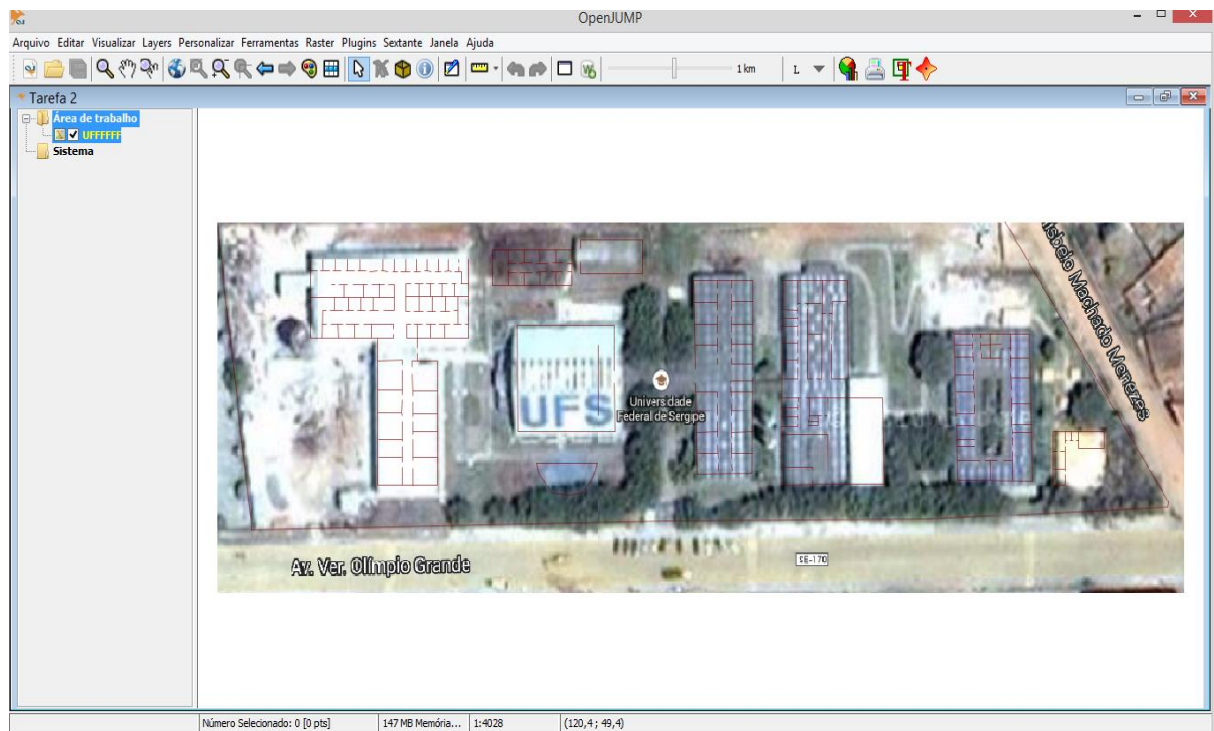 OpenJUMP
Arquivo Editar Visualizar Layers Personalizar Ferramentas Raster Plugins Sextante Janela Ajuda
1 km
L
Tarefa 2
Área de trabalho
UFFFFFF
Sistema
Machado Menezes
UFS
Universidade
Federal de Sergipe
Av. Ver. Olímpio Grande
SE-170
Número Selecionado: 0 [0 pts] 147 MB Memória... 1:4028 (120,4 ; 49,4)